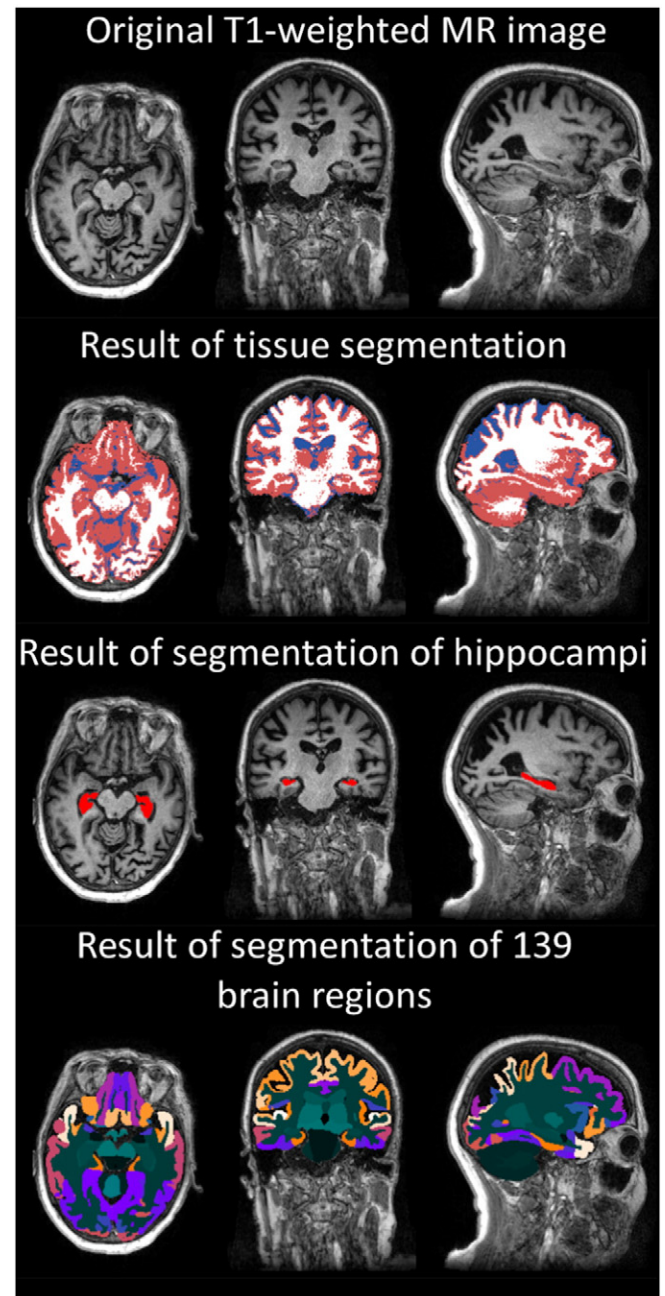 Original T1-weighted MR image
Result of tissue segmentation
Result of segmentation of hippocampi
Result of segmentation of 139
brain regions